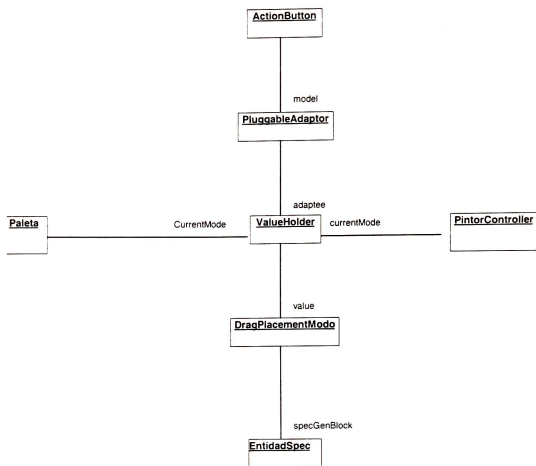 ActionButton
model
PluggableAdaptor
adaptee
Paleta
CurrentMode
ValueHolder
currentMode
PintorController
value
DragPlacementModo
specGenBlock
EntidadSpec